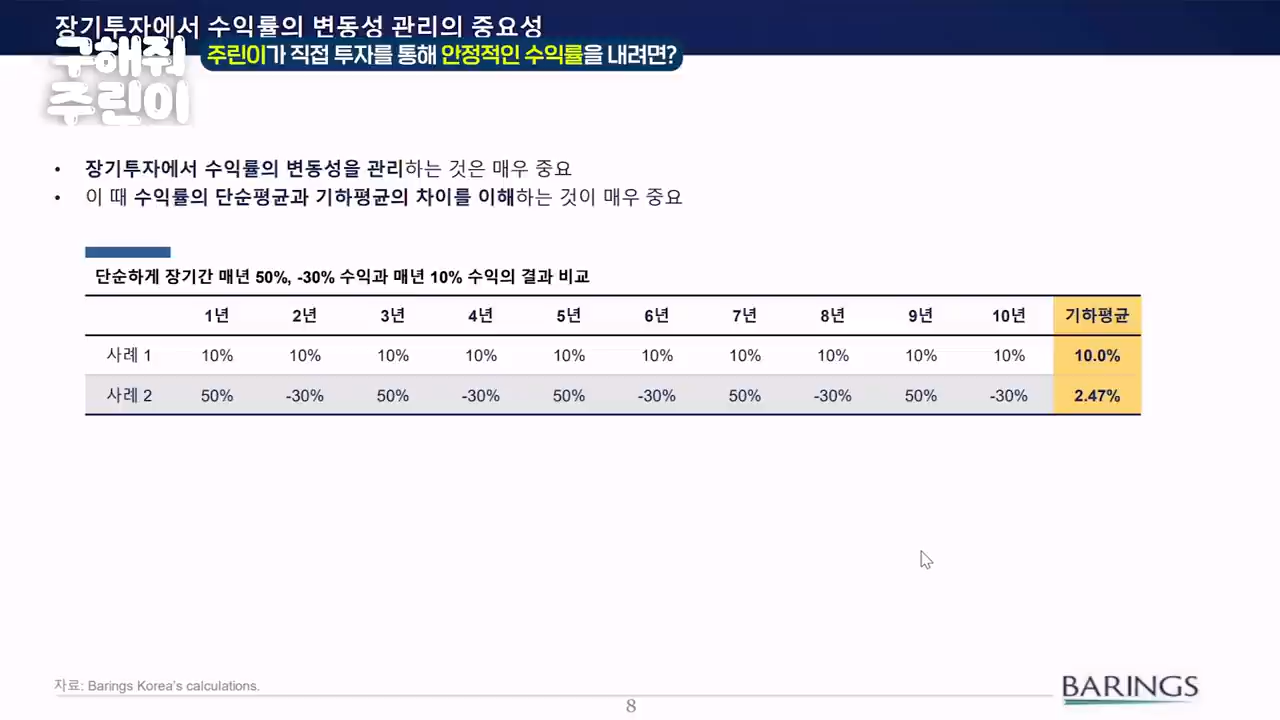 장기투자에서 수익률의 변동성 관리의 중요성
구해줘
주린이
주린이가 직접 투자를 통해 안정적인 수익률을 내려면?
• 장기투자에서 수익률의 변동성을 관리하는 것은 매우 중요
• 이 때 수익률의 단순평균과 기하평균의 차이를 이해하는 것이 매우 중요
단순하게 장기간 매년 50%, -30% 수익과 매년 10% 수익의 결과 비교
1년 2년 3년 4년 5년 6년 7년 8년 9년 10년 기하평균
사례 1 10% 10% 10% 10% 10% 10% 10% 10% 10% 10% 10.0%
사례 2 50% -30% 50% -30% 50% -30% 50% -30% 50% -30% 2.47%
자료: Barings Korea's calculations.
8
BARINGS